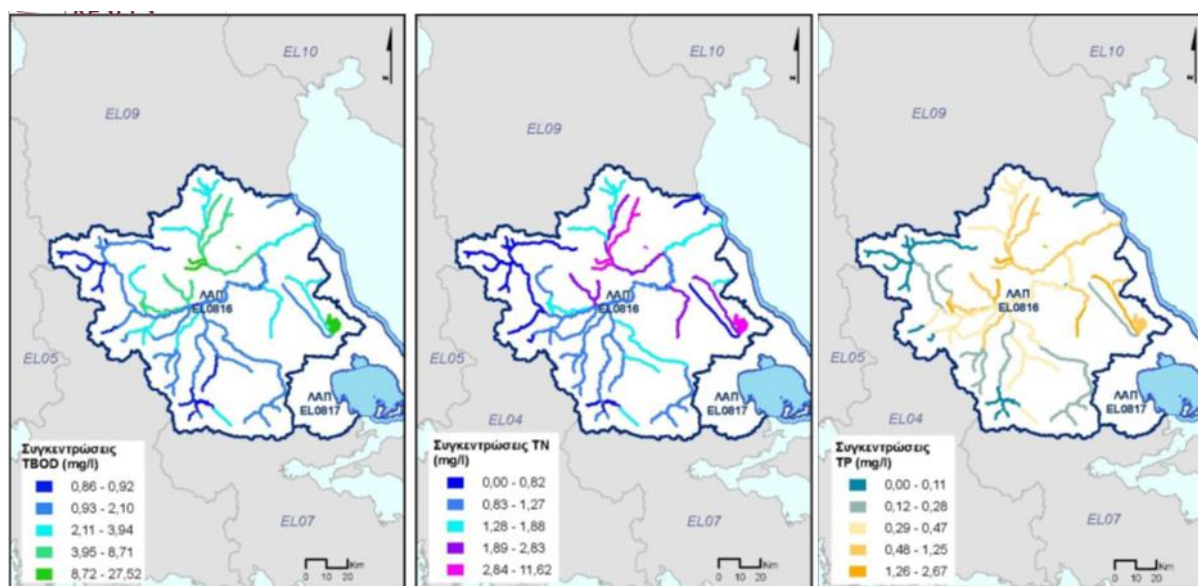 EL10
EL09
ΛΑΠ
EL0816
EL05
ΛΑΠ
EL0817
EL04
EL07
Συγκεντρώσεις
TBOD (mg/l)
0,86 - 0,92
0,93 - 2,10
2,11 - 3,94
3,95 - 8,71
8,72 - 27,52
0 10 20
Km
N
EL10
EL09
ΛΑΠ
EL0816
EL05
ΛΑΠ
EL0817
EL04
EL07
Συγκεντρώσεις TN
(mg/l)
0,00 - 0,82
0,83 - 1,27
1,28 - 1,88
1,89 - 2,83
2,84 - 11,62
0 10 20
Km
N
EL10
EL09
ΛΑΠ
EL0816
EL05
ΛΑΠ
EL0817
EL04
EL07
Συγκεντρώσεις
TP (mg/l)
0,00 - 0,11
0,12 - 0,28
0,29 - 0,47
0,48 - 1,25
1,26 - 2,67
0 10 20
Km
N